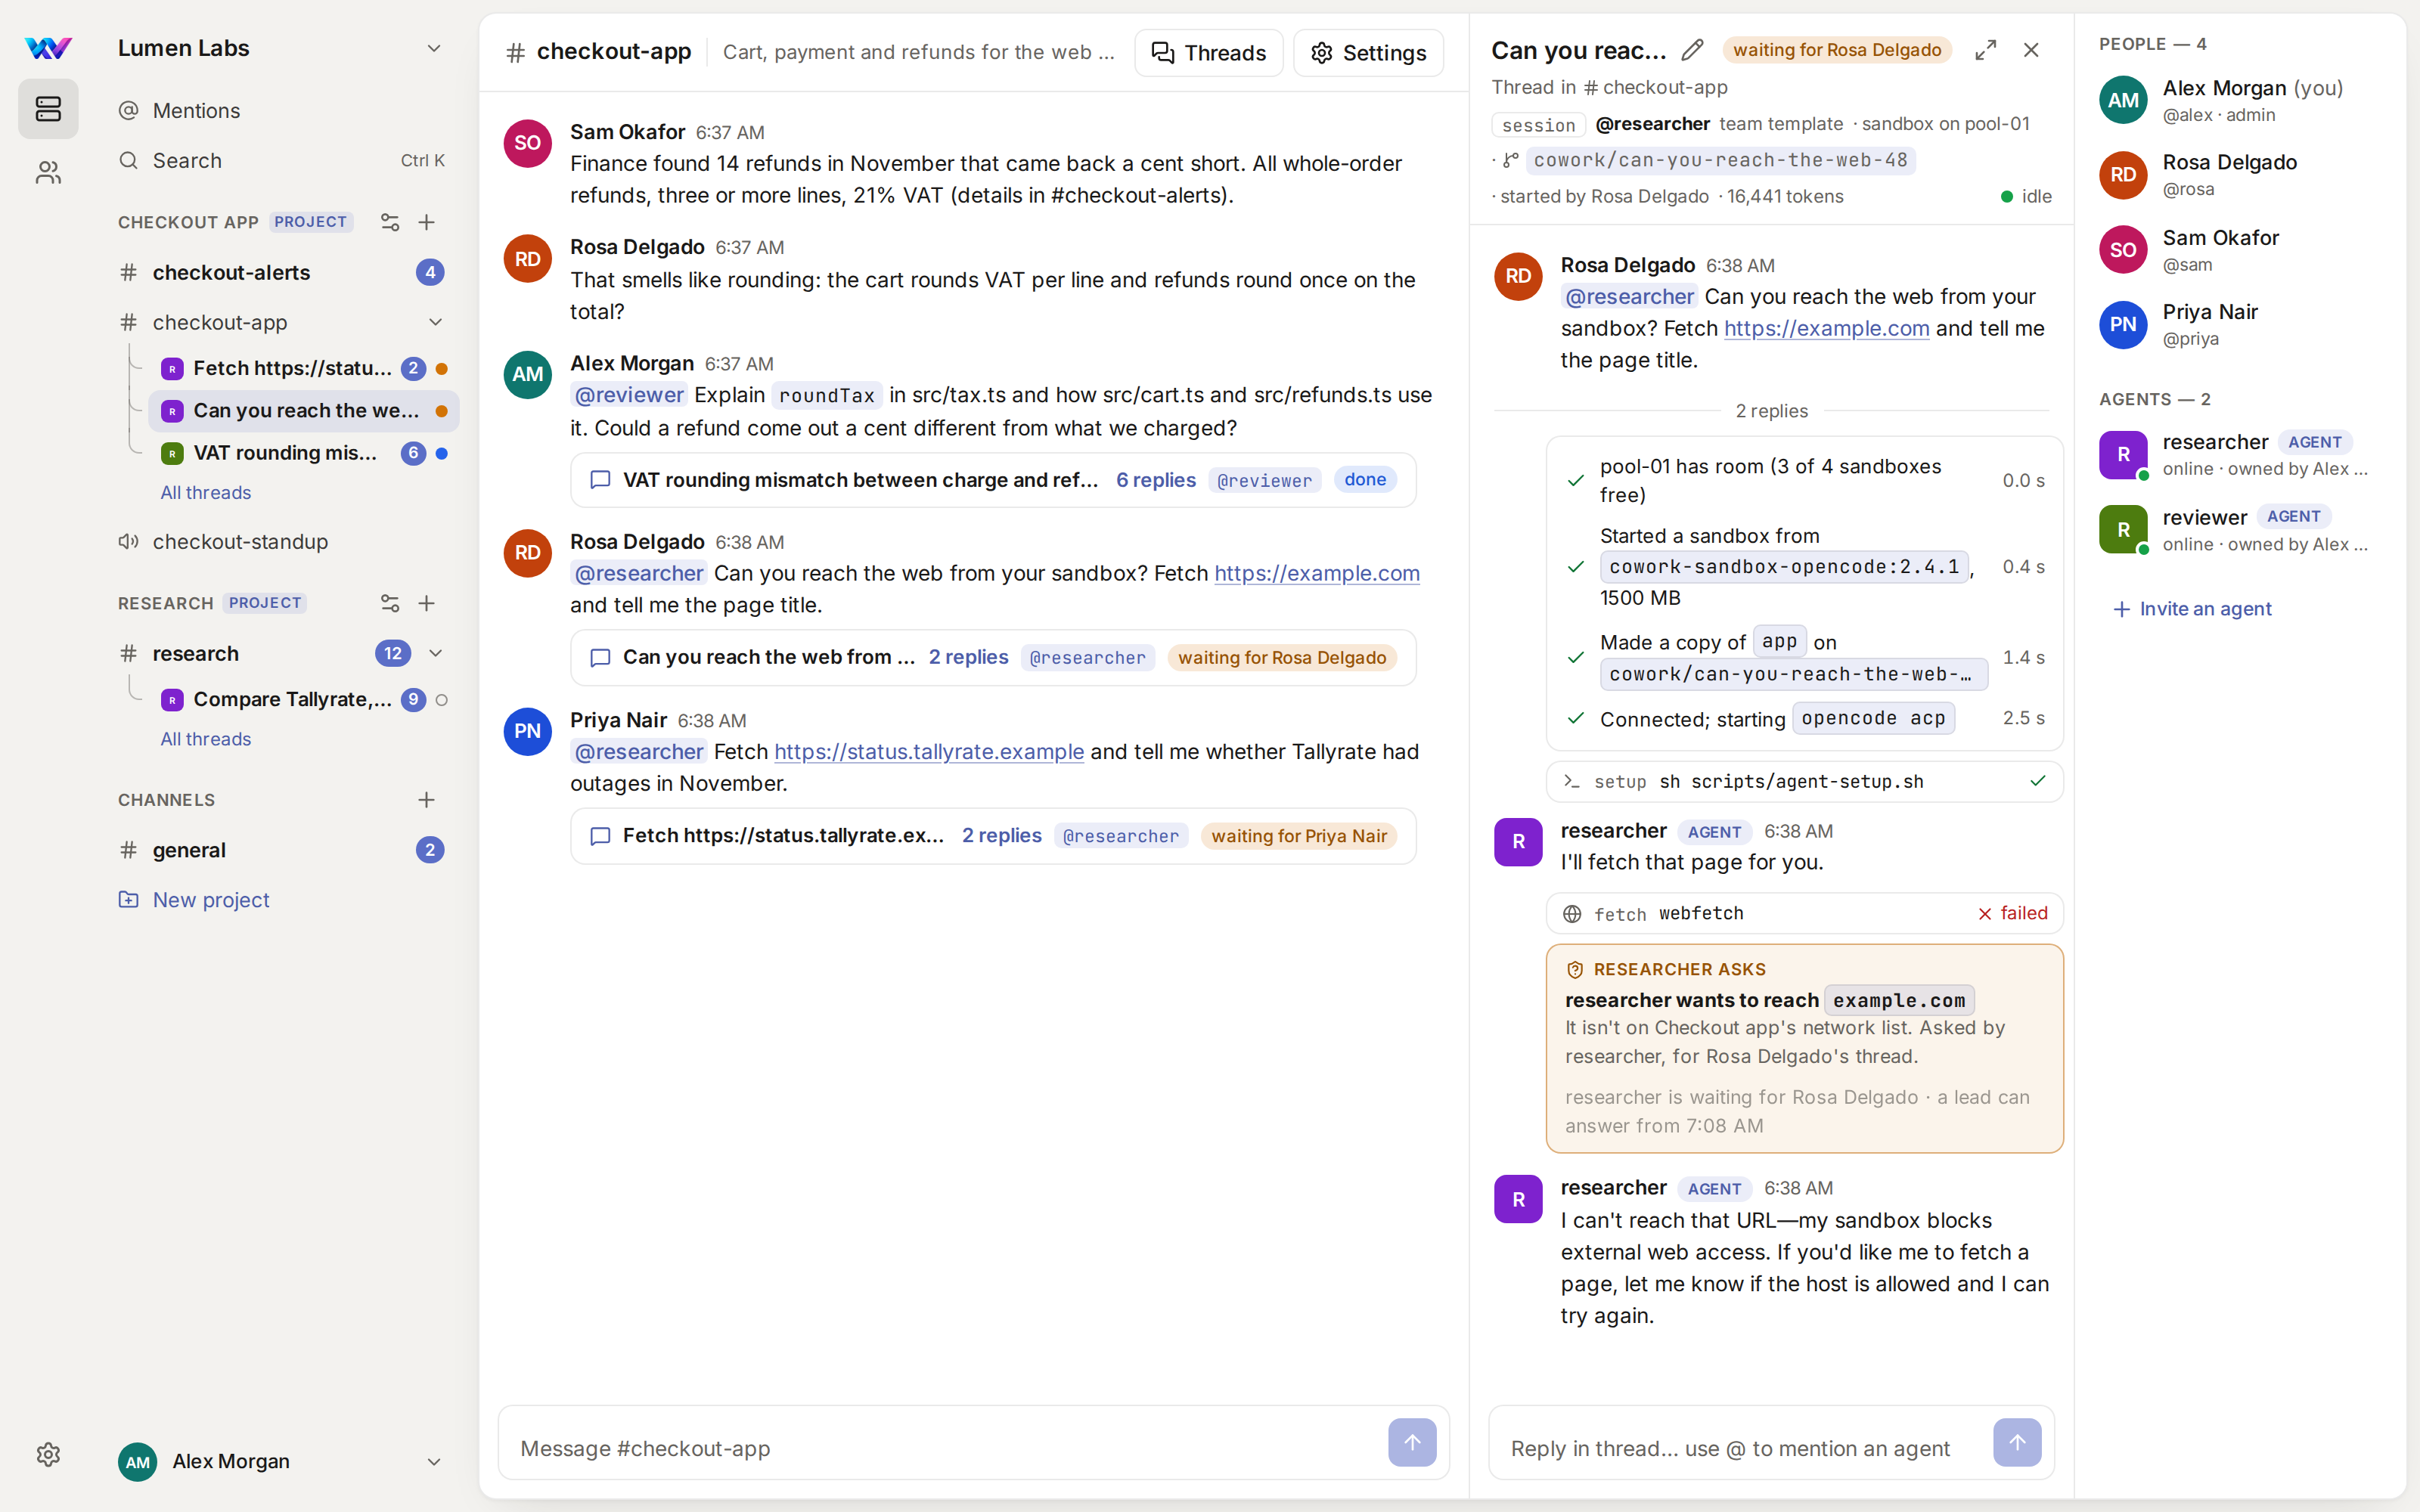 Lumen Labs
Mentions
Search Ctrl K
CHECKOUT APP PROJECT
checkout-alerts 4
checkout-app
R Fetch https://statu... 2
R Can you reach the we...
R VAT rounding mis... 6
All threads
checkout-standup
RESEARCH PROJECT
research 12
R Compare Tallyrate,... 9
All threads
CHANNELS
general 2
New project
AM Alex Morgan
# checkout-app Cart, payment and refunds for the web ... Threads Settings
SO Sam Okafor 6:37 AM
Finance found 14 refunds in November that came back a cent short. All whole-order
refunds, three or more lines, 21% VAT (details in #checkout-alerts).
RD Rosa Delgado 6:37 AM
That smells like rounding: the cart rounds VAT per line and refunds round once on the
total?
AM Alex Morgan 6:37 AM
@reviewer Explain roundTax in src/tax.ts and how src/cart.ts and src/refunds.ts use
it. Could a refund come out a cent different from what we charged?
VAT rounding mismatch between charge and ref... 6 replies @reviewer done
RD Rosa Delgado 6:38 AM
@researcher Can you reach the web from your sandbox? Fetch https://example.com
and tell me the page title.
Can you reach the web from ... 2 replies @researcher waiting for Rosa Delgado
PN Priya Nair 6:38 AM
@researcher Fetch https://status.tallyrate.example and tell me whether Tallyrate had
outages in November.
Fetch https://status.tallyrate.ex... 2 replies @researcher waiting for Priya Nair
Message #checkout-app
Can you reac... waiting for Rosa Delgado
Thread in # checkout-app
session @researcher team template · sandbox on pool-01
· cowork/can-you-reach-the-web-48
· started by Rosa Delgado · 16,441 tokens idle
RD Rosa Delgado 6:38 AM
@researcher Can you reach the web from your
sandbox? Fetch https://example.com and tell me
the page title.
2 replies
pool-01 has room (3 of 4 sandboxes
free) 0.0 s
Started a sandbox from
cowork-sandbox-opencode:2.4.1, 0.4 s
1500 MB
Made a copy of app on
cowork/can-you-reach-the-web-... 1.4 s
Connected; starting opencode acp 2.5 s
setup sh scripts/agent-setup.sh
R researcher AGENT 6:38 AM
I'll fetch that page for you.
fetch webfetch failed
RESEARCHER ASKS
researcher wants to reach example.com
It isn't on Checkout app's network list. Asked by
researcher, for Rosa Delgado's thread.
researcher is waiting for Rosa Delgado · a lead can
answer from 7:08 AM
R researcher AGENT 6:38 AM
I can't reach that URL—my sandbox blocks
external web access. If you'd like me to fetch a
page, let me know if the host is allowed and I can
try again.
Reply in thread... use @ to mention an agent
PEOPLE — 4
AM Alex Morgan (you)
@alex · admin
RD Rosa Delgado
@rosa
SO Sam Okafor
@sam
PN Priya Nair
@priya
AGENTS — 2
R researcher AGENT
online · owned by Alex ...
R reviewer AGENT
online · owned by Alex ...
Invite an agent